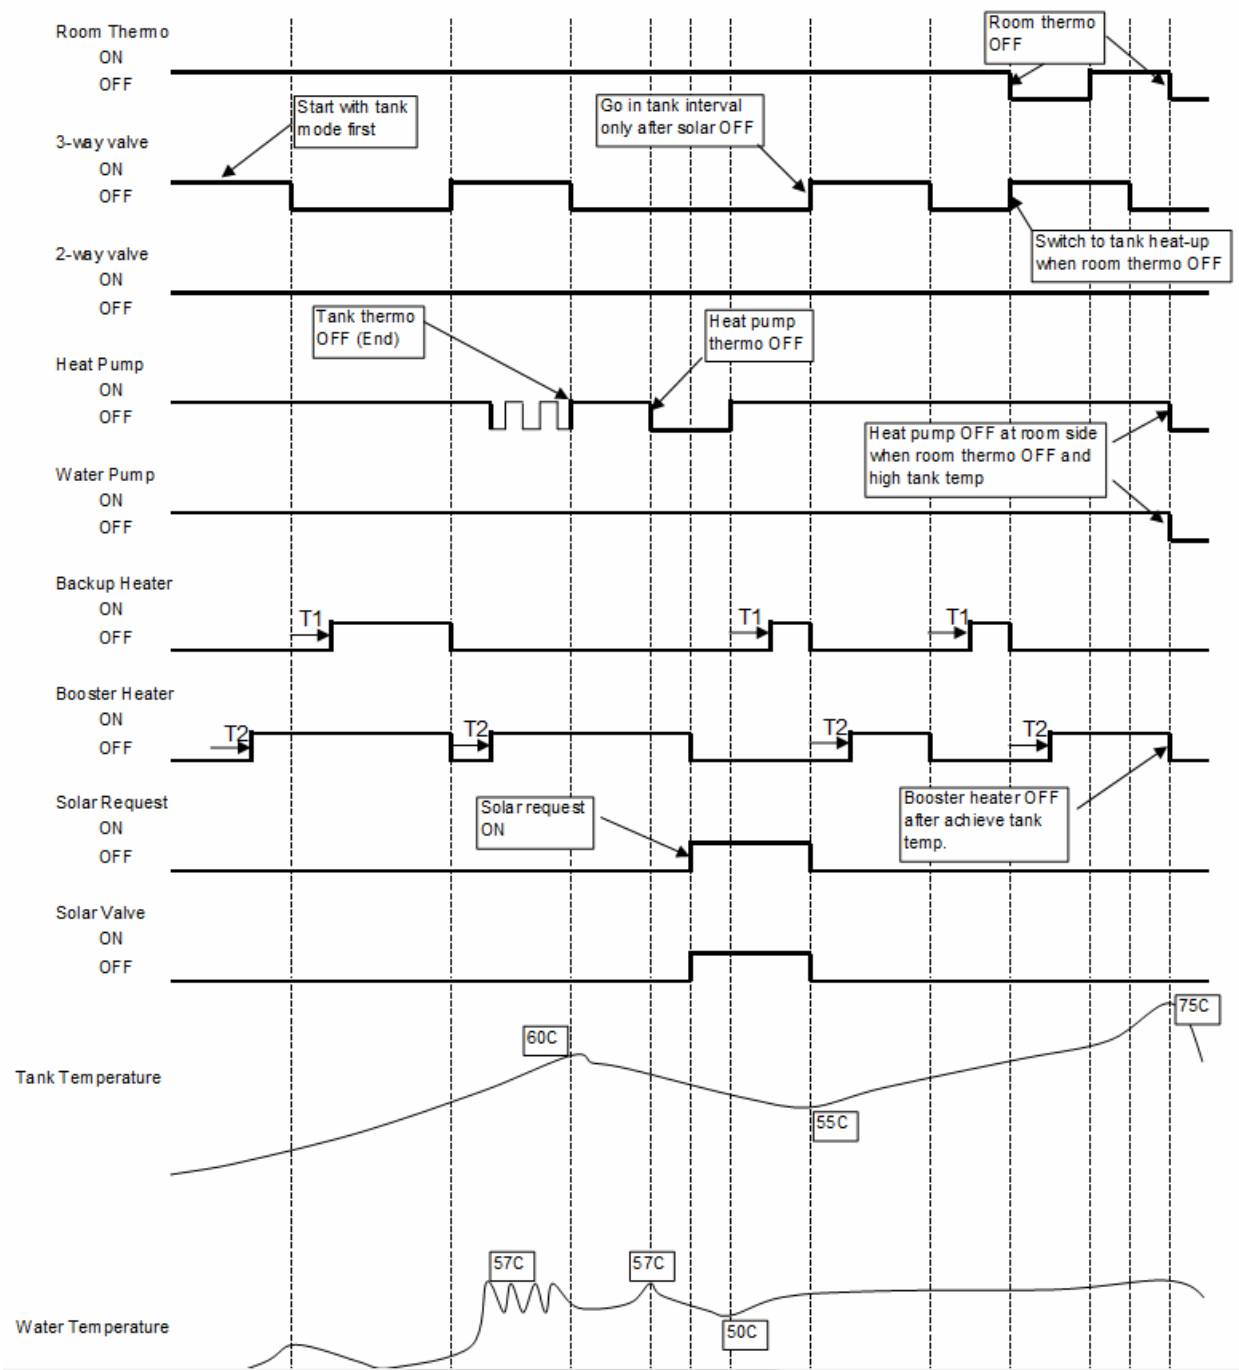 Room Thermo
ON
OFF
Room thermo
OFF
Start with tank
mode first
Go in tank interval
only after solar OFF
3-way valve
ON
OFF
Switch to tank heat-up
when room thermo OFF
2-way valve
ON
OFF
Tank thermo
OFF (End)
Heat pump
thermo OFF
Heat Pump
ON
OFF
Heat pump OFF at room side
when room thermo OFF and
high tank temp
Water Pump
ON
OFF
Backup Heater
ON
OFF
T1
T1
T1
Booster Heater
ON
OFF
T2
T2
T2
T2
Booster heater OFF
after achieve tank
temp.
Solar Request
ON
OFF
Solar request
ON
Solar Valve
ON
OFF
75C
60C
Tank Temperature
55C
57C
57C
Water Temperature
50C